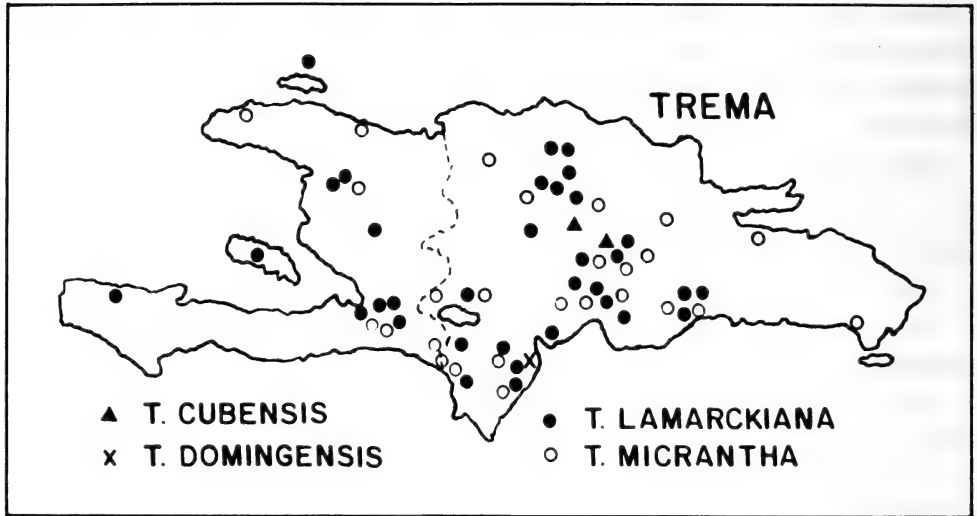 TREMA
T. CUBENSIS
T. DOMINGENSIS
T. LAMARCKIANA
T. MICRANTHA